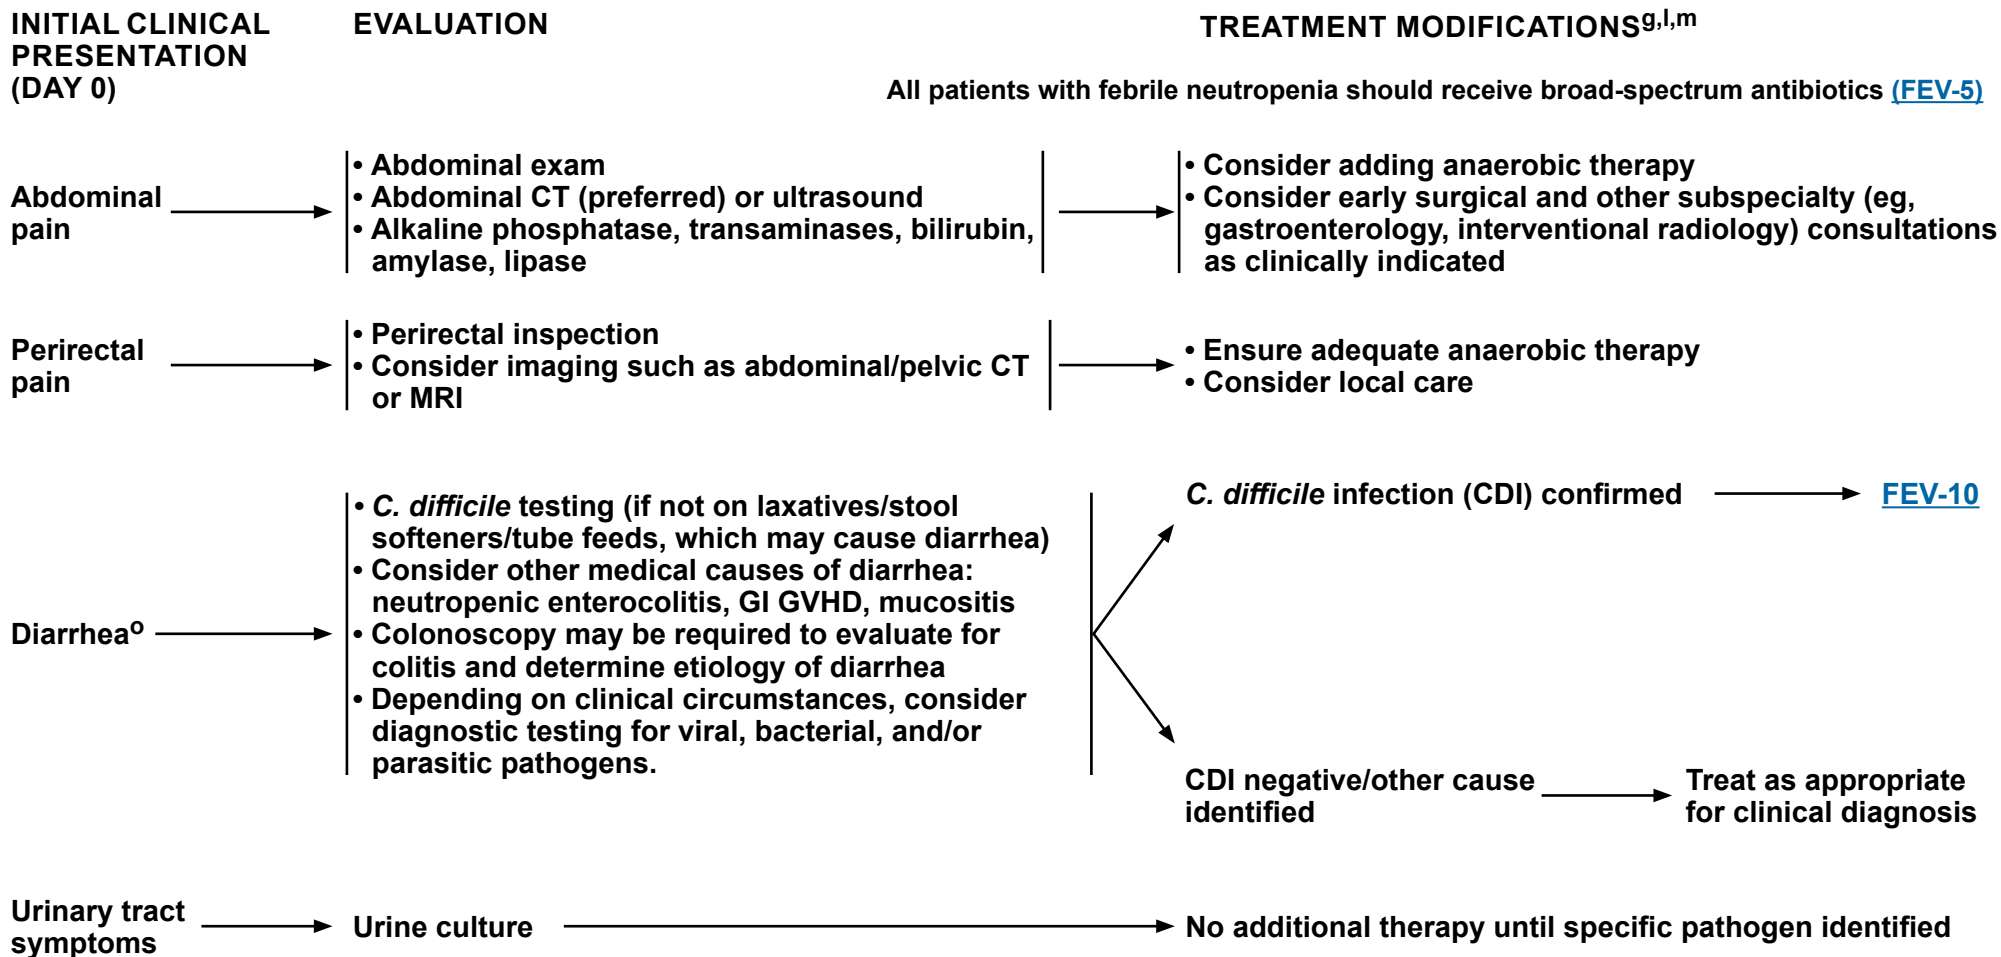 INITIAL CLINICAL
PRESENTATION
(DAY 0)
EVALUATION
TREATMENT MODIFICATIONSg,l,m
All patients with febrile neutropenia should receive broad-spectrum antibiotics (FEV-5)
Abdominal
pain
• Abdominal exam
• Abdominal CT (preferred) or ultrasound
• Alkaline phosphatase, transaminases, bilirubin,
amylase, lipase
• Consider adding anaerobic therapy
• Consider early surgical and other subspecialty (eg,
gastroenterology, interventional radiology) consultations
as clinically indicated
Perirectal
pain
• Perirectal inspection
• Consider imaging such as abdominal/pelvic CT
or MRI
• Ensure adequate anaerobic therapy
• Consider local care
Diarrheao
• C. difficile testing (if not on laxatives/stool
softeners/tube feeds, which may cause diarrhea)
• Consider other medical causes of diarrhea:
neutropenic enterocolitis, GI GVHD, mucositis
• Colonoscopy may be required to evaluate for
colitis and determine etiology of diarrhea
• Depending on clinical circumstances, consider
diagnostic testing for viral, bacterial, and/or
parasitic pathogens.
C. difficile infection (CDI) confirmed
FEV-10
CDI negative/other cause
identified
Treat as appropriate
for clinical diagnosis
Urinary tract
symptoms
Urine culture
No additional therapy until specific pathogen identified